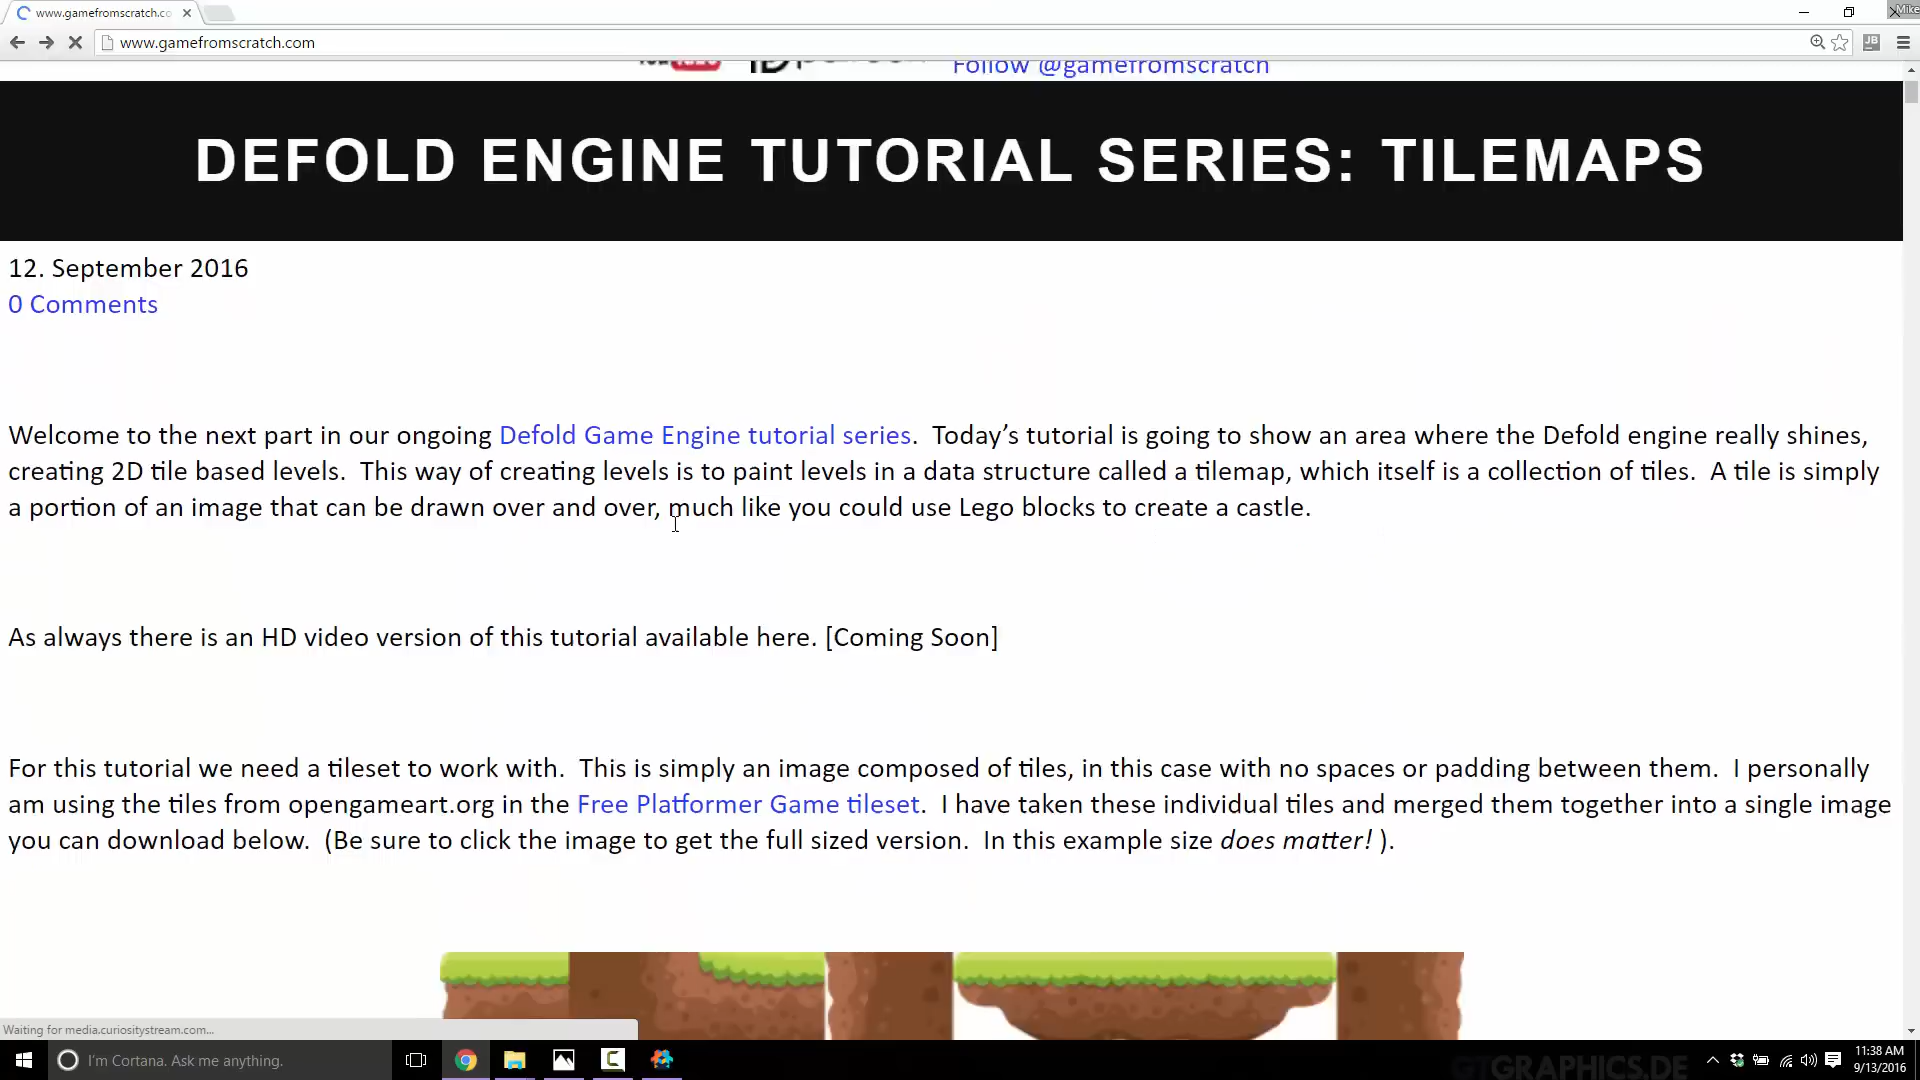 www.gamefromscratch.co
Mike
www.gamefromscratch.com
JB
Follow @gamefromscratch
DEFOLD ENGINE TUTORIAL SERIES: TILEMAPS
12. September 2016
0 Comments
Welcome to the next part in our ongoing Defold Game Engine tutorial series.  Today’s tutorial is going to show an area where the Defold engine really shines,
creating 2D tile based levels.  This way of creating levels is to paint levels in a data structure called a tilemap, which itself is a collection of tiles.  A tile is simply
a portion of an image that can be drawn over and over, much like you could use Lego blocks to create a castle.
As always there is an HD video version of this tutorial available here. [Coming Soon]
For this tutorial we need a tileset to work with.  This is simply an image composed of tiles, in this case with no spaces or padding between them.  I personally
am using the tiles from opengameart.org in the Free Platformer Game tileset.  I have taken these individual tiles and merged them together into a single image
you can download below.  (Be sure to click the image to get the full sized version.  In this example size does matter! ).
Waiting for media.curiositystream.com...
I'm Cortana. Ask me anything.
GTGRAPHICS.DE
11:38 AM
9/13/2016